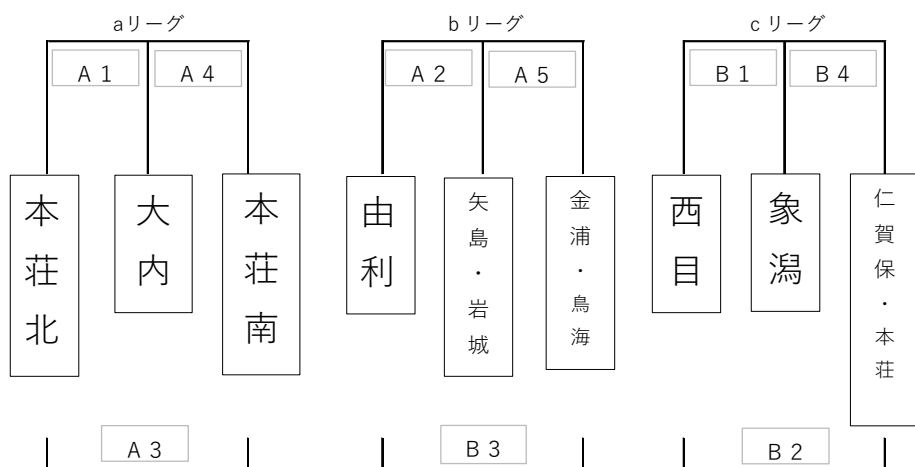 aリーグ
bリーグ
cリーグ
A1
A4
A2
A5
B1
B4
本荘北
大内
本荘南
由利
矢島・岩城
金浦・鳥海
西目
象潟
仁賀保・本荘
A3
B3
B2